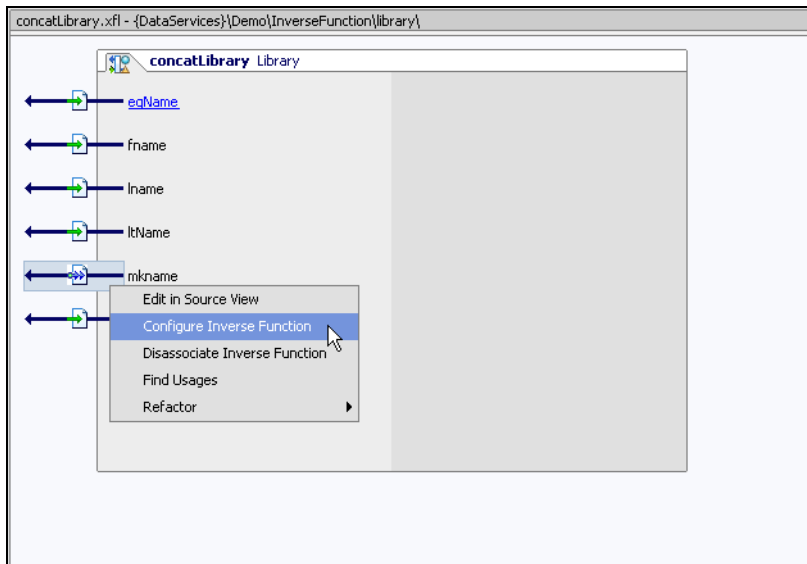 concatLibrary.xfl - {DataServices}\Demo\InverseFunction\library\
concatLibrary Library
eqName
fname
lname
ltName
mkname
Edit in Source View
Configure Inverse Function
Disassociate Inverse Function
Find Usages
Refactor